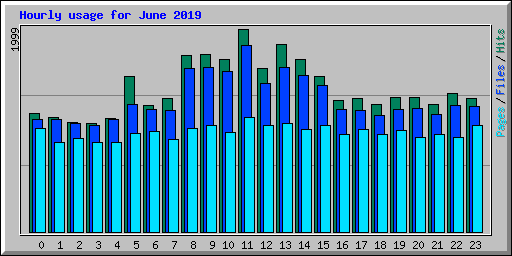 Hourly usage for June 2019
1999
Pages/Files/Hits
0 1 2 3 4 5 6 7 8 9 10 11 12 13 14 15 16 17 18 19 20 21 22 23